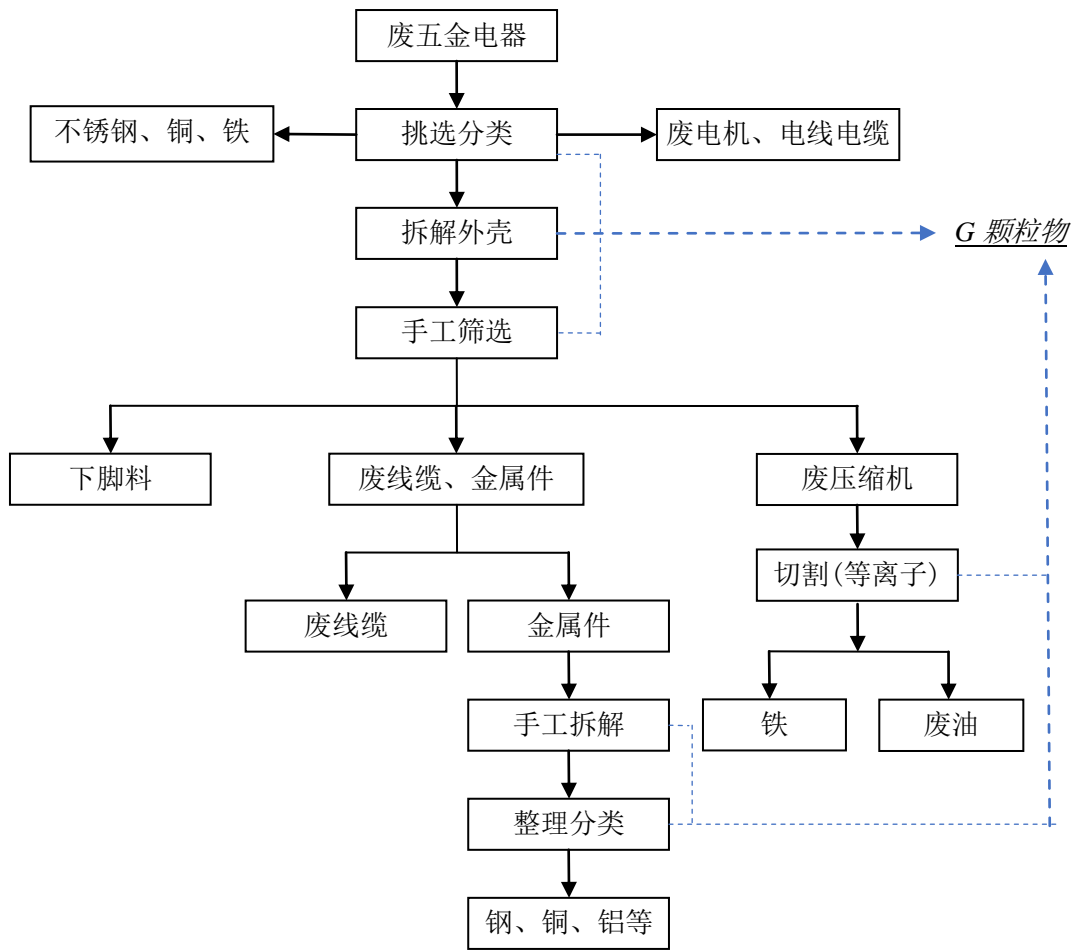 废五金电器
不锈钢、铜、铁
挑选分类
废电机、电线电缆
拆解外壳
G 颗粒物
手工筛选
下脚料
废线缆、金属件
废压缩机
切割(等离子)
废线缆
金属件
手工拆解
铁
废油
整理分类
钢、铜、铝等